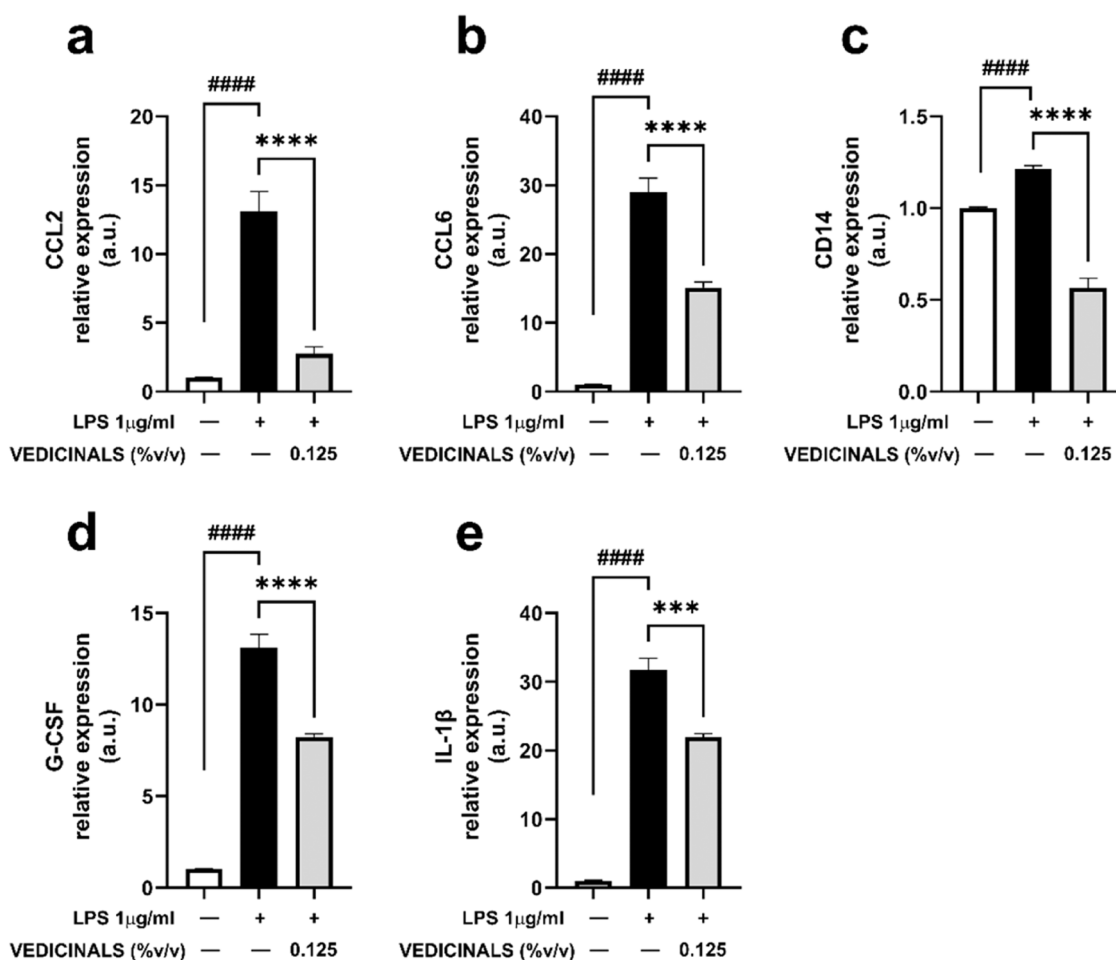 a
####
****
20
15
10
5
0
CCL2
relative expression
(a.u.)
LPS 1μg/ml — + +
VEDICINALS (%v/v) — — 0.125
b
####
****
40
30
20
10
0
CCL6
relative expression
(a.u.)
LPS 1μg/ml — + +
VEDICINALS (%v/v) — — 0.125
c
####
****
1.5
1.0
0.5
0.0
CD14
relative expression
(a.u.)
LPS 1μg/ml — + +
VEDICINALS (%v/v) — — 0.125
d
####
****
15
10
5
0
G-CSF
relative expression
(a.u.)
LPS 1μg/ml — + +
VEDICINALS (%v/v) — — 0.125
e
####
***
40
30
20
10
0
IL-1β
relative expression
(a.u.)
LPS 1μg/ml — + +
VEDICINALS (%v/v) — — 0.125